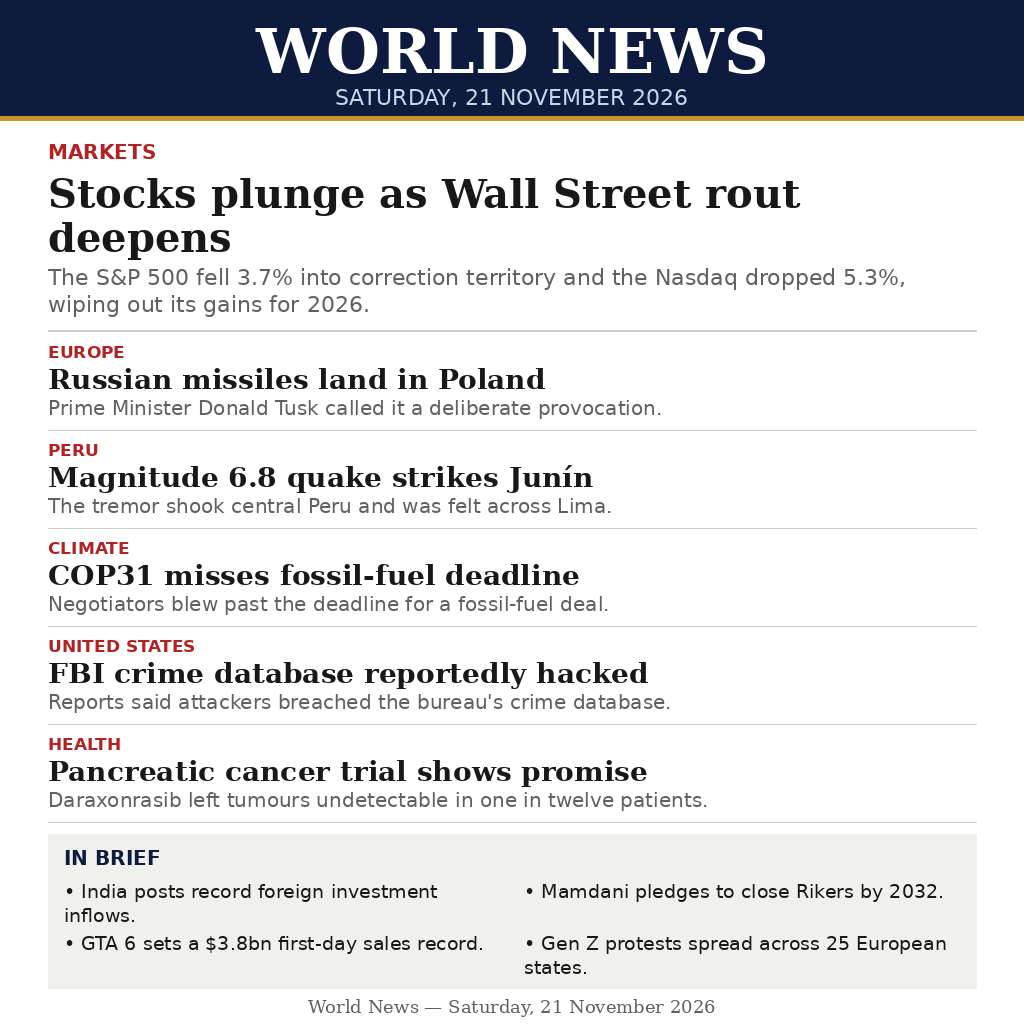 WORLD NEWS
SATURDAY, 21 NOVEMBER 2026
MARKETS
Stocks plunge as Wall Street rout
deepens
The S&P 500 fell 3.7% into correction territory and the Nasdaq dropped 5.3%,
wiping out its gains for 2026.
EUROPE
Russian missiles land in Poland
Prime Minister Donald Tusk called it a deliberate provocation.
PERU
Magnitude 6.8 quake strikes Junín
The tremor shook central Peru and was felt across Lima.
CLIMATE
COP31 misses fossil-fuel deadline
Negotiators blew past the deadline for a fossil-fuel deal.
UNITED STATES
FBI crime database reportedly hacked
Reports said attackers breached the bureau's crime database.
HEALTH
Pancreatic cancer trial shows promise
Daraxonrasib left tumours undetectable in one in twelve patients.
IN BRIEF
• India posts record foreign investment
inflows.
• Mamdani pledges to close Rikers by 2032.
• GTA 6 sets a $3.8bn first-day sales record.
• Gen Z protests spread across 25 European
states.
World News — Saturday, 21 November 2026